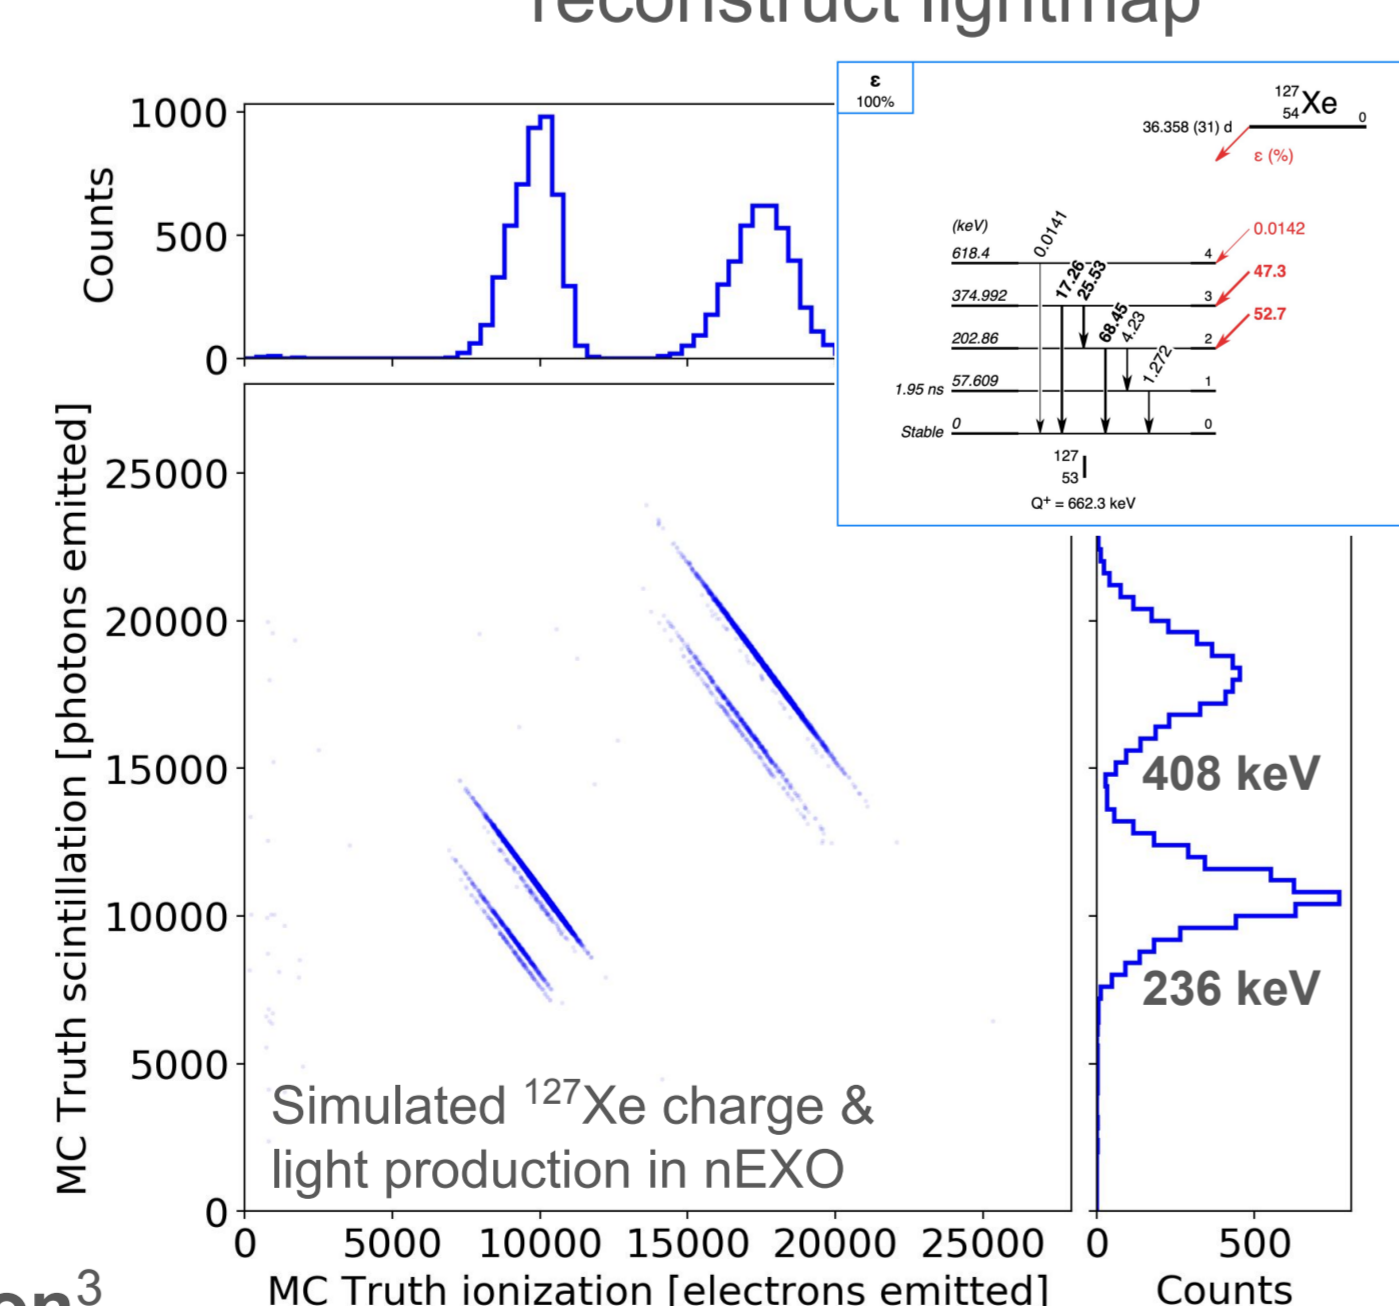 reconstruct lightmap
ε
100%
127
54 Xe 0
36.358 (31) d
ε (%)
(keV)
0.0141
0.0142
618.4 4
17.26
25.53
47.3
374.992 3
68.45
4.23
52.7
202.86 2
1.272
1.95 ns 57.609 1
Stable 0 0
127
53 I
Q+ = 662.3 keV
Counts
1000
500
0
MC Truth scintillation [photons emitted]
25000
20000
15000
10000
5000
0
408 keV
236 keV
Simulated 127Xe charge &
light production in nEXO
0 5000 10000 15000 20000 25000
MC Truth ionization [electrons emitted]
0 500
Counts
on3